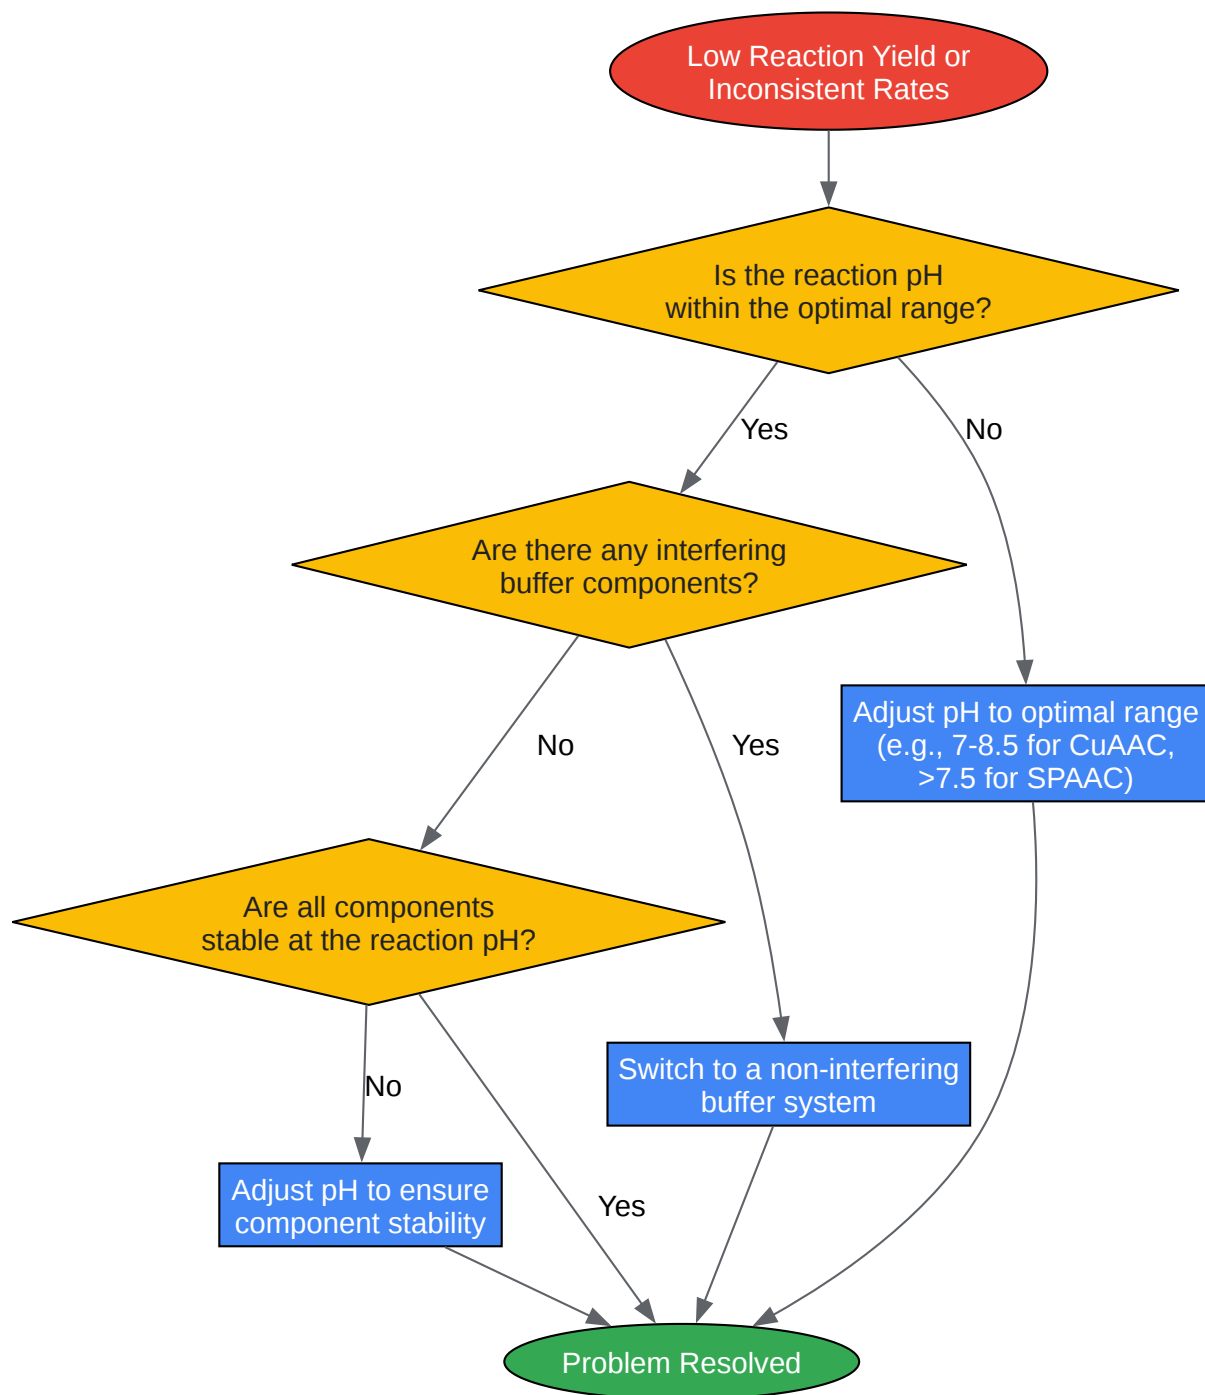 Low Reaction Yield or
Inconsistent Rates
Is the reaction pH
within the optimal range?
Yes
No
Are there any interfering
buffer components?
No
Yes
Adjust pH to optimal range
(e.g., 7-8.5 for CuAAC,
>7.5 for SPAAC)
Are all components
stable at the reaction pH?
No
Yes
Switch to a non-interfering
buffer system
Adjust pH to ensure
component stability
Problem Resolved